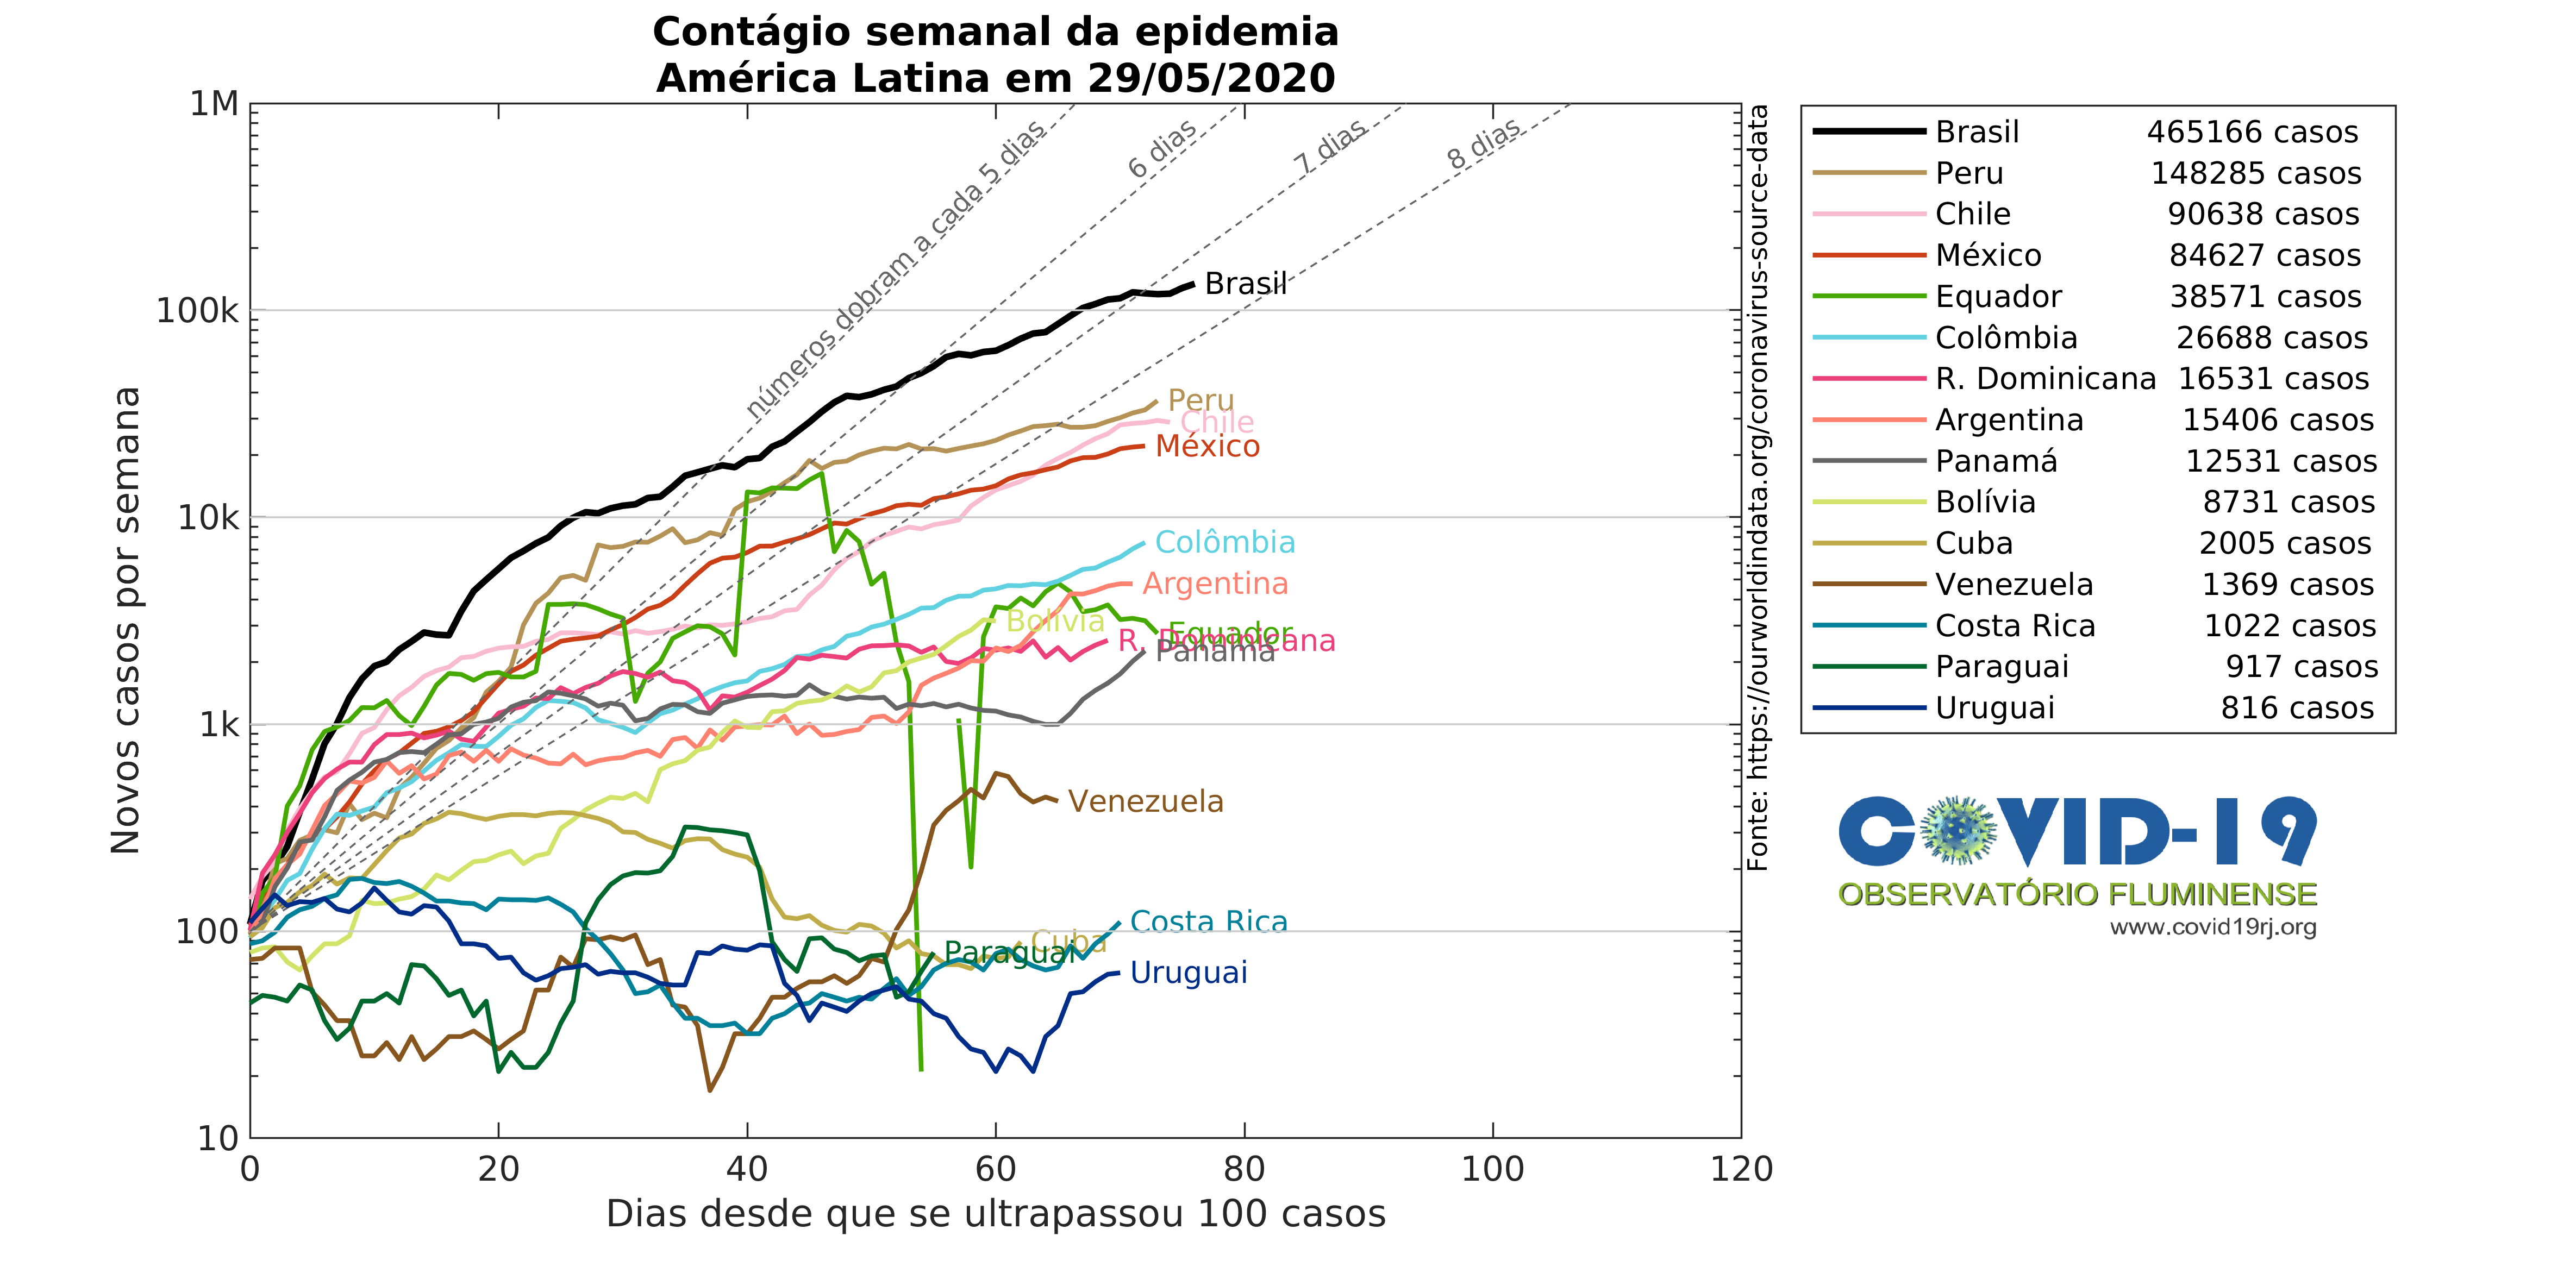 Contágio semanal da epidemia
América Latina em 29/05/2020
Novos casos por semana
1M
100k
10k
1k
100
10
0 20 40 60 80 100 120
Dias desde que se ultrapassou 100 casos
números dobram a cada 5 dias
6 dias
7 dias
8 dias
Brasil
Peru
Chile
México
Colômbia
Argentina
Bolívia
Equador
R. Dominicana
Panamá
Venezuela
Costa Rica
Cuba
Paraguai
Uruguai
Fonte: https://ourworldindata.org/coronavirus-source-data
Brasil 465166 casos
Peru 148285 casos
Chile 90638 casos
México 84627 casos
Equador 38571 casos
Colômbia 26688 casos
R. Dominicana 16531 casos
Argentina 15406 casos
Panamá 12531 casos
Bolívia 8731 casos
Cuba 2005 casos
Venezuela 1369 casos
Costa Rica 1022 casos
Paraguai 917 casos
Uruguai 816 casos
COVID-19
OBSERVATÓRIO FLUMINENSE
www.covid19rj.org